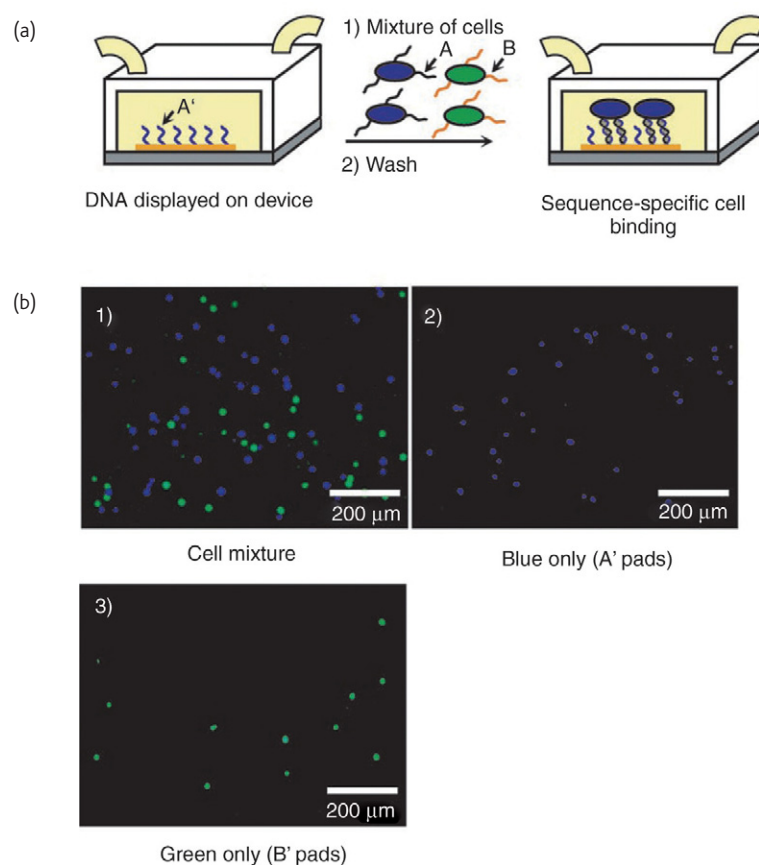 (a)
1) Mixture of cells
A
B
A'
2) Wash
DNA displayed on device
Sequence-specific cell
binding
(b)
1)
200 μm
Cell mixture
2)
200 μm
Blue only (A' pads)
3)
200 μm
Green only (B' pads)